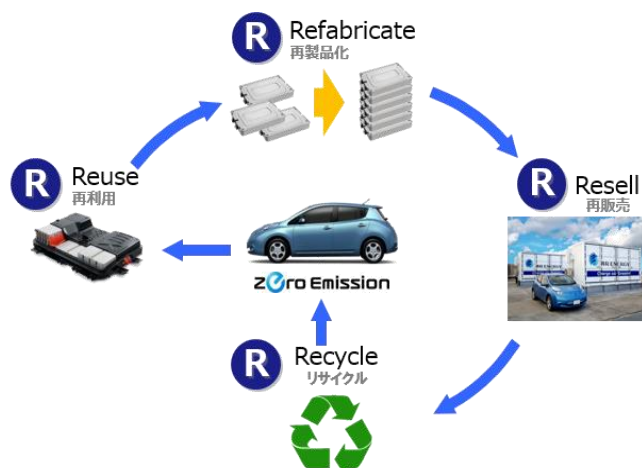 R Refabricate
再製品化
R Reuse
再利用
R Resell
再販売
Zero Emission
R Recycle
リサイクル